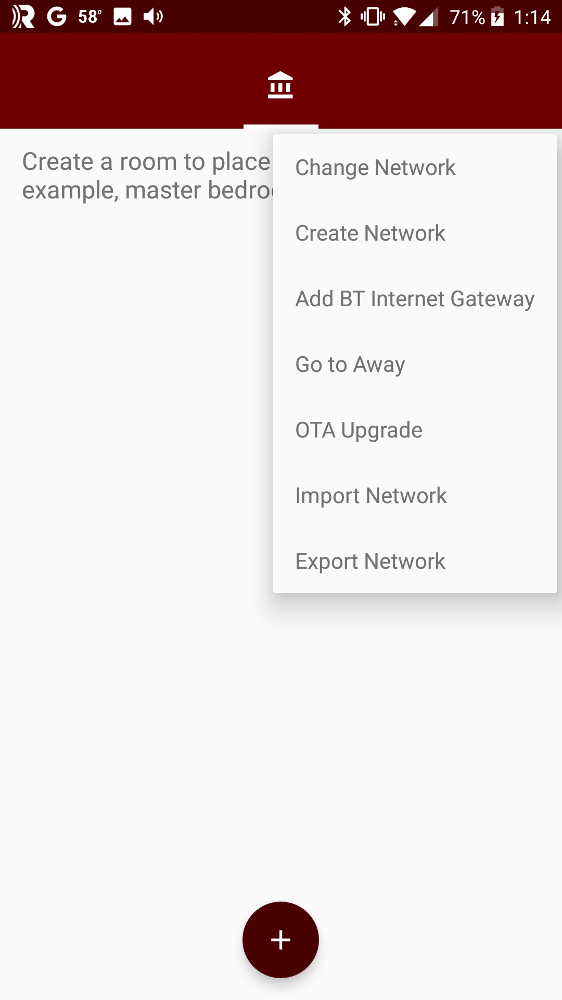 58° 71% 1:14
Create a room to place
example, master
Change Network
Create Network
Add BT Internet Gateway
Go to Away
OTA Upgrade
Import Network
Export Network